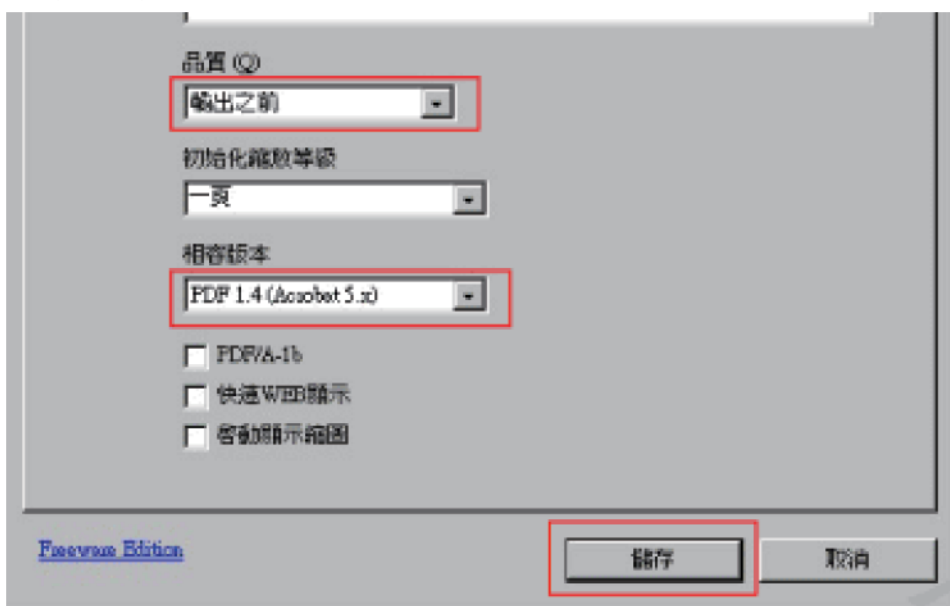 品質 (Q)
輸出之前
初始化縮放等級
一頁
相容版本
PDF 1.4 (Acrobat 5.x)
PDF/A-1b
快速WEB顯示
啓動顯示縮圖
Freeware Edition
儲存
取消